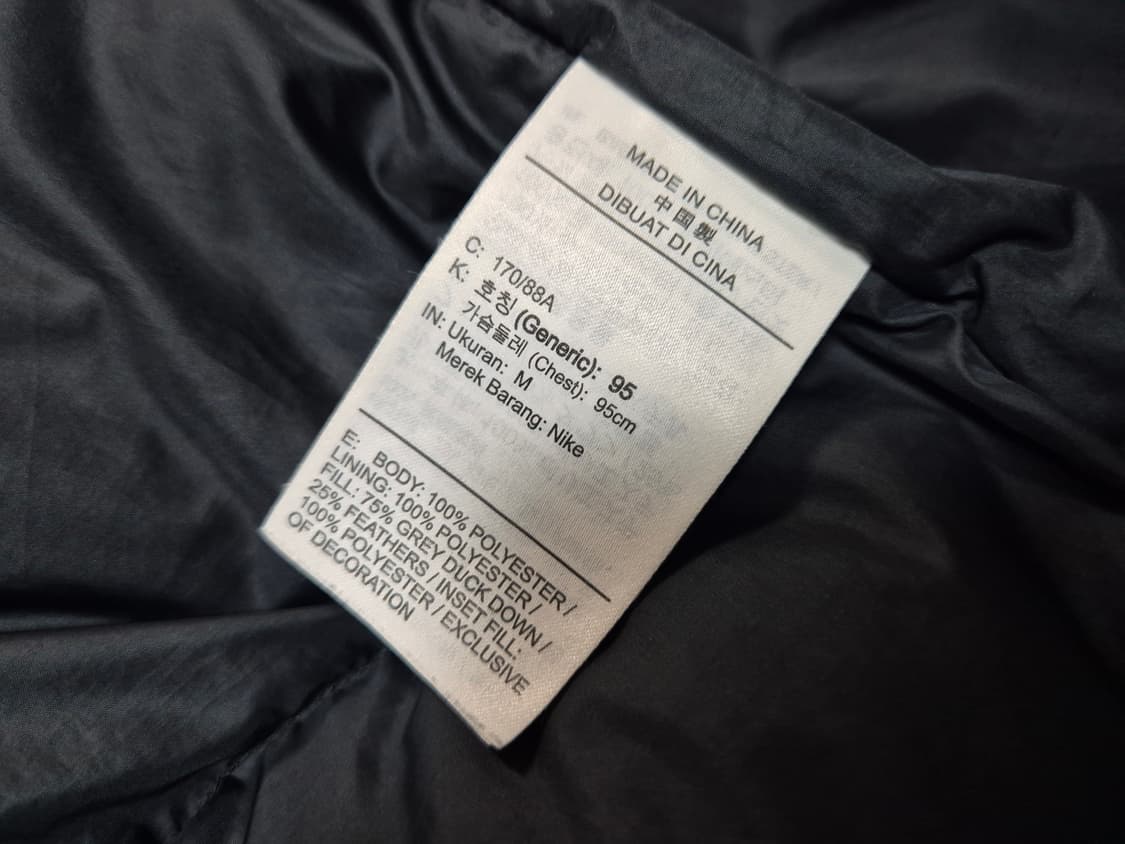 MADE IN CHINA
中国製
DIBUAT DI CINA
C: 170/88A
K: 호칭 (Generic): 95
가슴둘레 (Chest): 95cm
IN: Ukuran: M
Merek Barang: Nike
E: BODY: 100% POLYESTER /
LINING: 100% POLYESTER /
FILL: 75% GREY DUCK DOWN /
25% FEATHERS / INSET FILL:
100% POLYESTER / EXCLUSIVE
OF DECORATION